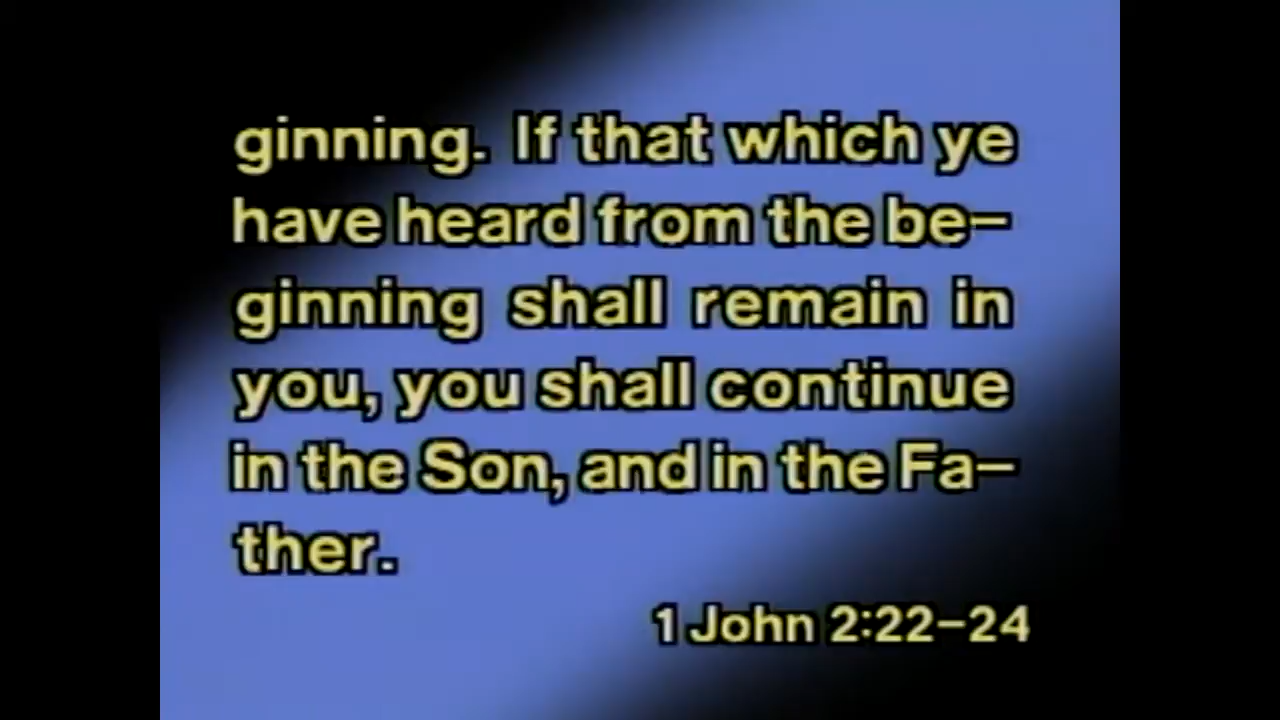 ginning. If that which ye
have heard from the be-
ginning shall remain in
you, you shall continue
in the Son, and in the Fa-
ther.
1 John 2:22-24